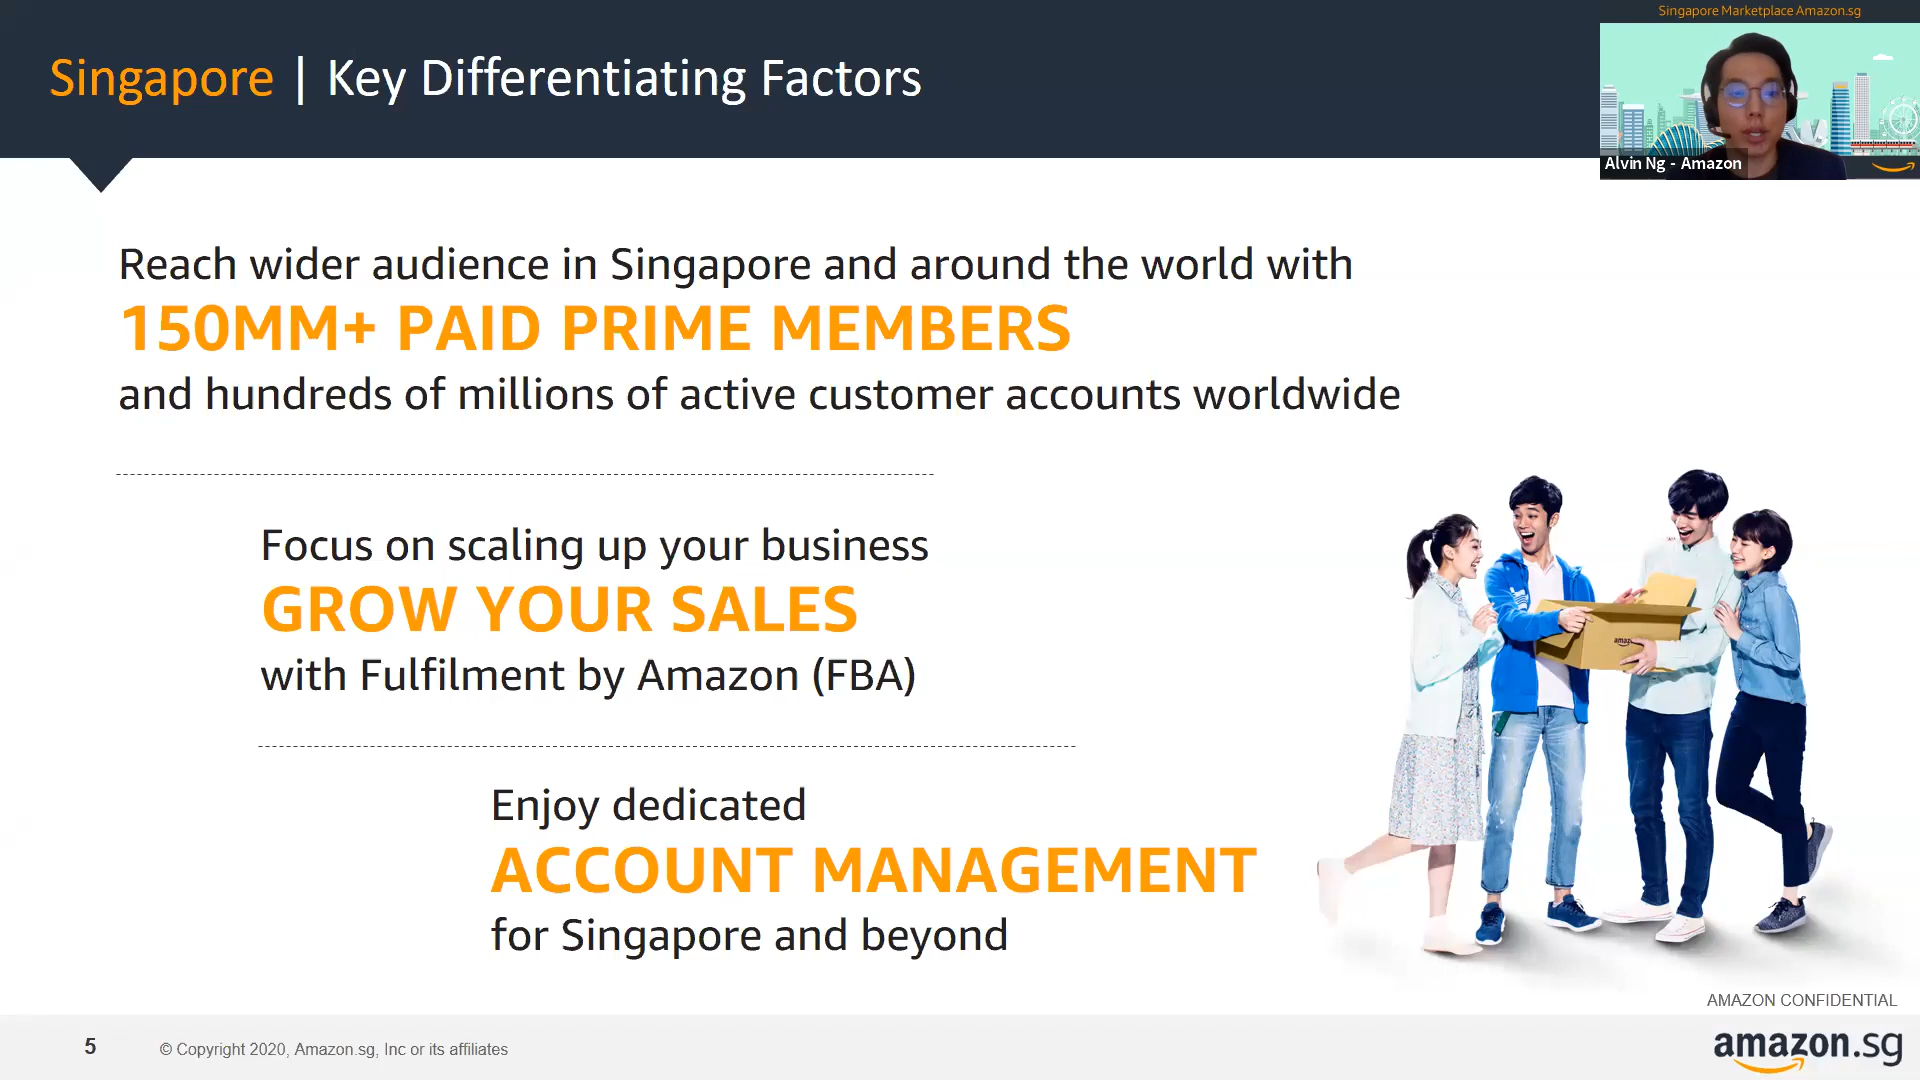 Singapore Marketplace Amazon.sg
Singapore | Key Differentiating Factors
Alvin Ng - Amazon
Reach wider audience in Singapore and around the world with
150MM+ PAID PRIME MEMBERS
and hundreds of millions of active customer accounts worldwide
Focus on scaling up your business
GROW YOUR SALES
with Fulfilment by Amazon (FBA)
Enjoy dedicated
ACCOUNT MANAGEMENT
for Singapore and beyond
amazon
AMAZON CONFIDENTIAL
5
© Copyright 2020, Amazon.sg, Inc or its affiliates
amazon.sg